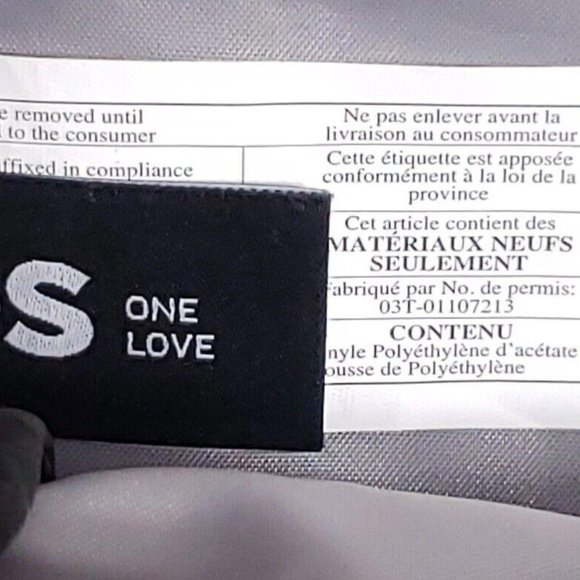 e removed until
to the consumer
Ne pas enlever avant la
livraison au consommateur
ffixed in compliance
Cette étiquette est apposée
conformément à la loi de la
province
S ONE
LOVE
Cet article contient des
MATÉRIAUX NEUFS
SEULEMENT
abriqué par No. de permis:
03T-01107213
CONTENU
nyle Polyéthylène d'acétate
ousse de Polyéthylène